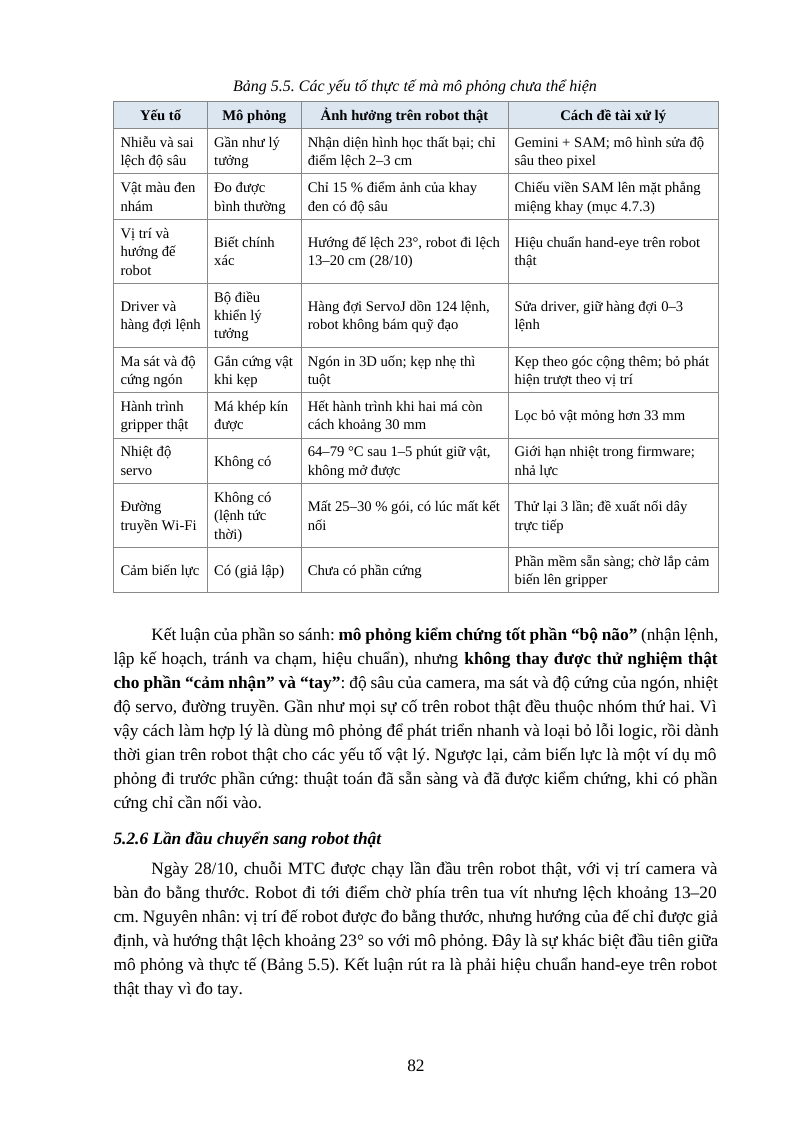 Bảng 5.5. Các yếu tố thực tế mà mô phỏng chưa thể hiện
Yếu tố
Mô phỏng
Ảnh hưởng trên robot thật
Cách đề tài xử lý
Nhiễu và sai
lệch độ sâu
Gần như lý
tưởng
Nhận diện hình học thất bại; chỉ
điểm lệch 2–3 cm
Gemini + SAM; mô hình sửa độ
sâu theo pixel
Vật màu đen
nhám
Đo được
bình thường
Chỉ 15 % điểm ảnh của khay
đen có độ sâu
Chiếu viền SAM lên mặt phẳng
miệng khay (mục 4.7.3)
Vị trí và
hướng đế
robot
Biết chính
xác
Hướng đế lệch 23°, robot đi lệch
13–20 cm (28/10)
Hiệu chuẩn hand-eye trên robot
thật
Driver và
hàng đợi lệnh
Bộ điều
khiển lý
tưởng
Hàng đợi ServoJ dồn 124 lệnh,
robot không bám quỹ đạo
Sửa driver, giữ hàng đợi 0–3
lệnh
Ma sát và độ
cứng ngón
Gắn cứng vật
khi kẹp
Ngón in 3D uốn; kẹp nhẹ thì
tuột
Kẹp theo góc cộng thêm; bỏ phát
hiện trượt theo vị trí
Hành trình
gripper thật
Má khép kín
được
Hết hành trình khi hai má còn
cách khoảng 30 mm
Lọc bỏ vật mỏng hơn 33 mm
Nhiệt độ
servo
Không có
64–79 °C sau 1–5 phút giữ vật,
không mở được
Giới hạn nhiệt trong firmware;
nhả lực
Đường
truyền Wi-Fi
Không có
(lệnh tức
thời)
Mất 25–30 % gói, có lúc mất kết
nối
Thử lại 3 lần; đề xuất nối dây
trực tiếp
Cảm biến lực
Có (giả lập)
Chưa có phần cứng
Phần mềm sẵn sàng; chờ lắp cảm
biến lên gripper
Kết luận của phần so sánh: mô phỏng kiểm chứng tốt phần “bộ não” (nhận lệnh,
lập kế hoạch, tránh va chạm, hiệu chuẩn), nhưng không thay được thử nghiệm thật
cho phần “cảm nhận” và “tay”: độ sâu của camera, ma sát và độ cứng của ngón, nhiệt
độ servo, đường truyền. Gần như mọi sự cố trên robot thật đều thuộc nhóm thứ hai. Vì
vậy cách làm hợp lý là dùng mô phỏng để phát triển nhanh và loại bỏ lỗi logic, rồi dành
thời gian trên robot thật cho các yếu tố vật lý. Ngược lại, cảm biến lực là một ví dụ mô
phỏng đi trước phần cứng: thuật toán đã sẵn sàng và đã được kiểm chứng, khi có phần
cứng chỉ cần nối vào.
5.2.6 Lần đầu chuyển sang robot thật
Ngày 28/10, chuỗi MTC được chạy lần đầu trên robot thật, với vị trí camera và
bàn đo bằng thước. Robot đi tới điểm chờ phía trên tua vít nhưng lệch khoảng 13–20
cm. Nguyên nhân: vị trí đế robot được đo bằng thước, nhưng hướng của đế chỉ được giả
định, và hướng thật lệch khoảng 23° so với mô phỏng. Đây là sự khác biệt đầu tiên giữa
mô phỏng và thực tế (Bảng 5.5). Kết luận rút ra là phải hiệu chuẩn hand-eye trên robot
thật thay vì đo tay.
82